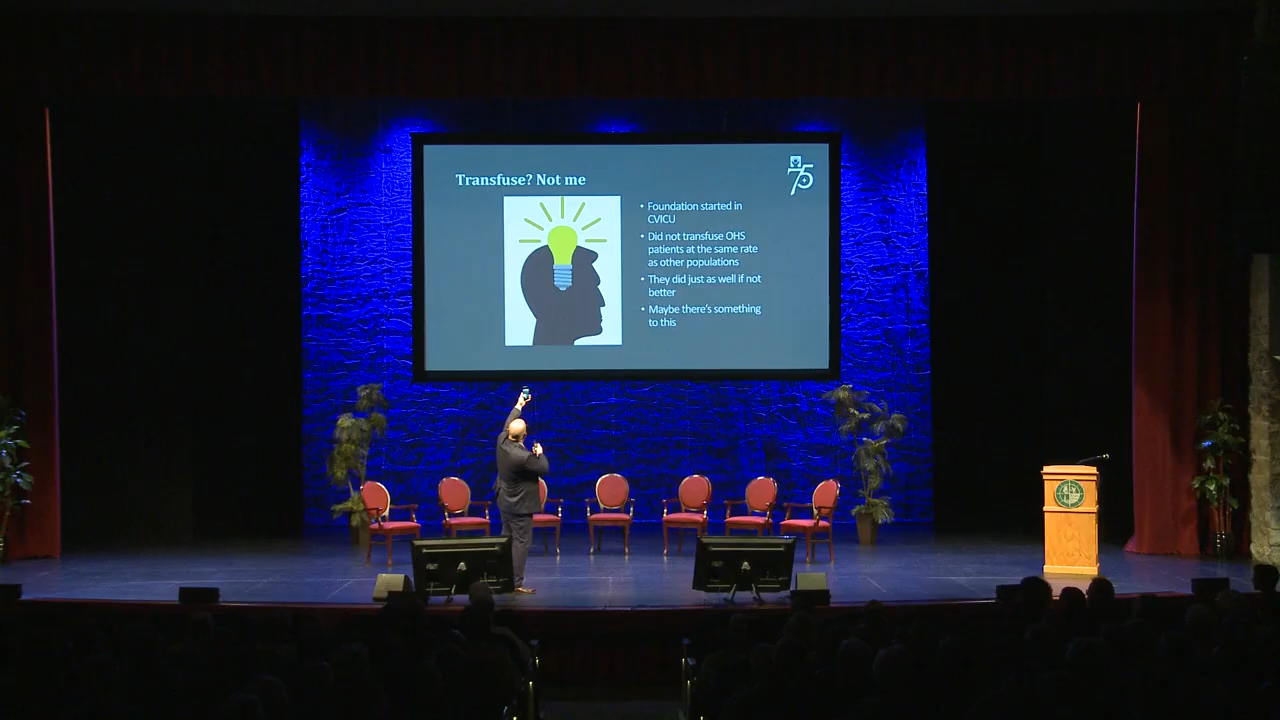 Transfuse? Not me
75
• Foundation started in
CVICU
• Did not transfuse OHS
patients at the same rate
as other populations
• They did just as well if not
better
• Maybe there's something
to this